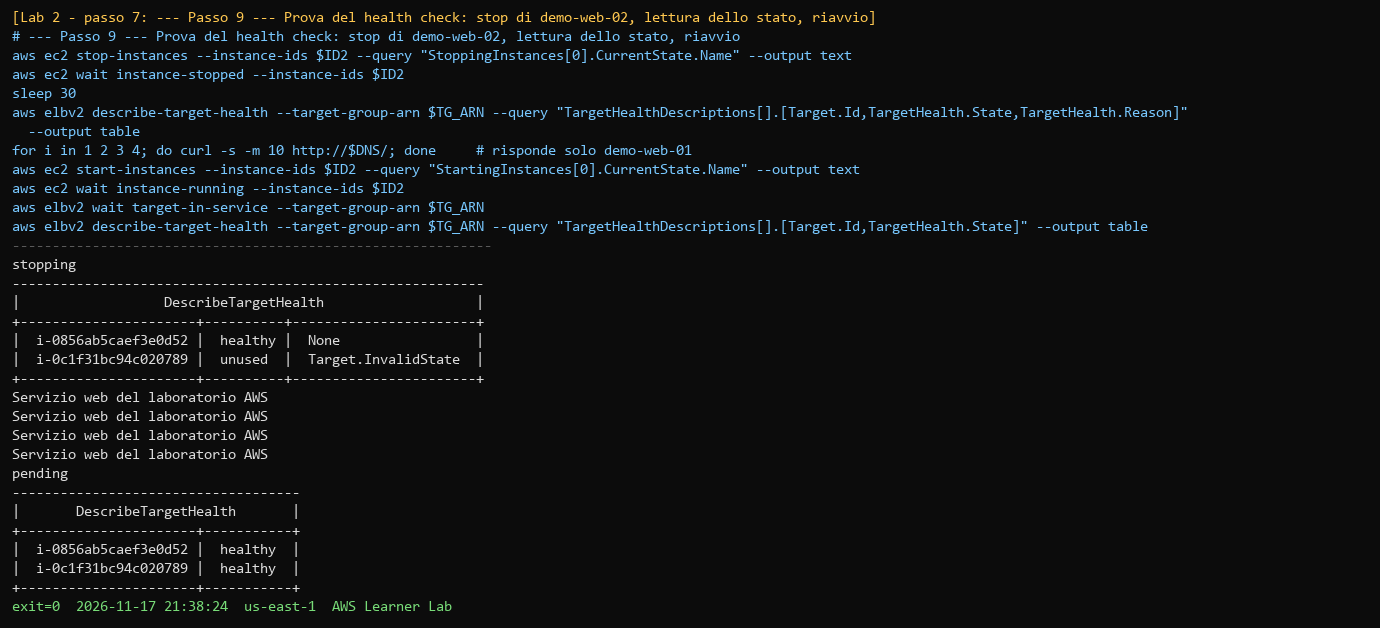 [Lab 2 - passo 7: --- Passo 9 --- Prova del health check: stop di demo-web-02, lettura dello stato, riavvio]
# --- Passo 9 --- Prova del health check: stop di demo-web-02, lettura dello stato, riavvio
aws ec2 stop-instances --instance-ids $ID2 --query "StoppingInstances[0].CurrentState.Name" --output text
aws ec2 wait instance-stopped --instance-ids $ID2
sleep 30
aws elbv2 describe-target-health --target-group-arn $TG_ARN --query "TargetHealthDescriptions[].[Target.Id,TargetHealth.State,TargetHealth.Reason]"
  --output table
for i in 1 2 3 4; do curl -s -m 10 http://$DNS/; done     # risponde solo demo-web-01
aws ec2 start-instances --instance-ids $ID2 --query "StartingInstances[0].CurrentState.Name" --output text
aws ec2 wait instance-running --instance-ids $ID2
aws elbv2 wait target-in-service --target-group-arn $TG_ARN
aws elbv2 describe-target-health --target-group-arn $TG_ARN --query "TargetHealthDescriptions[].[Target.Id,TargetHealth.State]" --output table
------------------------------------------------------------
stopping
-----------------------------------------------------------
|                  DescribeTargetHealth                   |
+----------------------+----------+-----------------------+
|  i-0856ab5caef3e0d52 |  healthy |  None                 |
|  i-0c1f31bc94c020789 |  unused  |  Target.InvalidState  |
+----------------------+----------+-----------------------+
Servizio web del laboratorio AWS
Servizio web del laboratorio AWS
Servizio web del laboratorio AWS
Servizio web del laboratorio AWS
pending
------------------------------------
|       DescribeTargetHealth       |
+----------------------+-----------+
|  i-0856ab5caef3e0d52 |  healthy  |
|  i-0c1f31bc94c020789 |  healthy  |
+----------------------+-----------+
exit=0  2026-11-17 21:38:24  us-east-1  AWS Learner Lab